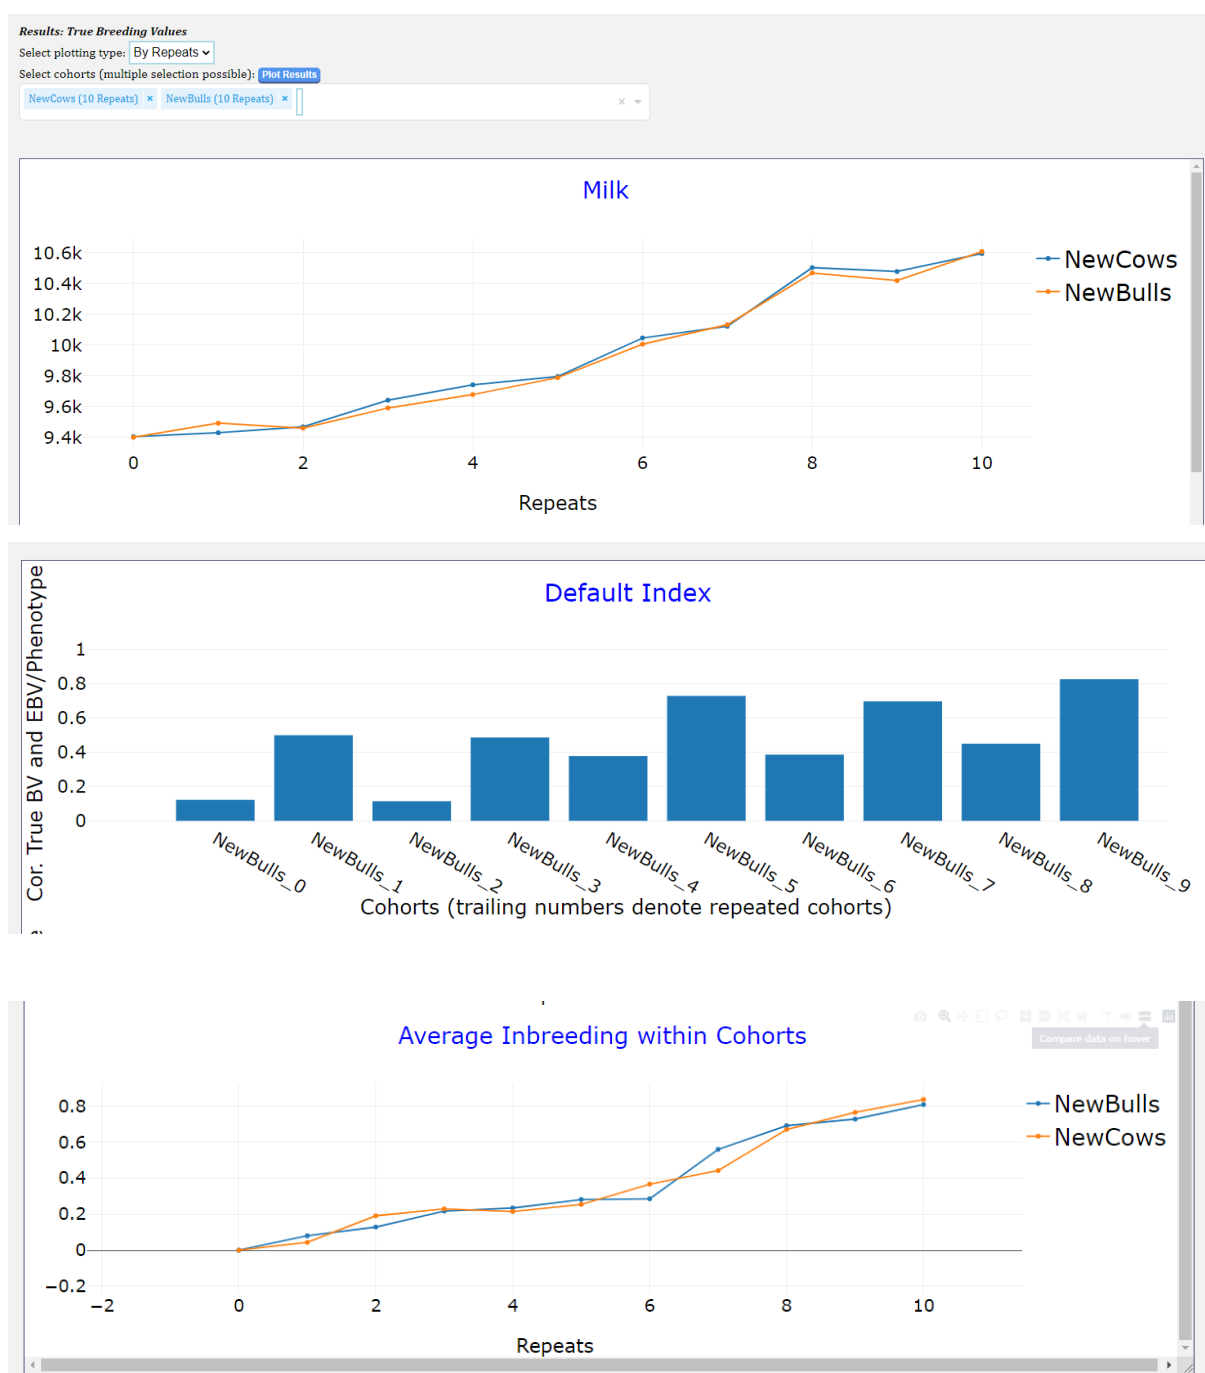 Results: True Breeding Values
Select plotting type: By Repeats
Select cohorts (multiple selection possible): Plot Results
NewCows (10 Repeats) × NewBulls (10 Repeats) ×
Milk
10.6k
10.4k
10.2k
10k
9.8k
9.6k
9.4k
0 2 4 6 8 10
Repeats
NewCows
NewBulls
Default Index
Cor. True BV and EBV/Phenotype
1
0.8
0.6
0.4
0.2
0
NewBulls_0 NewBulls_1 NewBulls_2 NewBulls_3 NewBulls_4 NewBulls_5 NewBulls_6 NewBulls_7 NewBulls_8 NewBulls_9
Cohorts (trailing numbers denote repeated cohorts)
Average Inbreeding within Cohorts
Compare data on hover
0.8
0.6
0.4
0.2
0
−0.2
−2 0 2 4 6 8 10
Repeats
NewBulls
NewCows